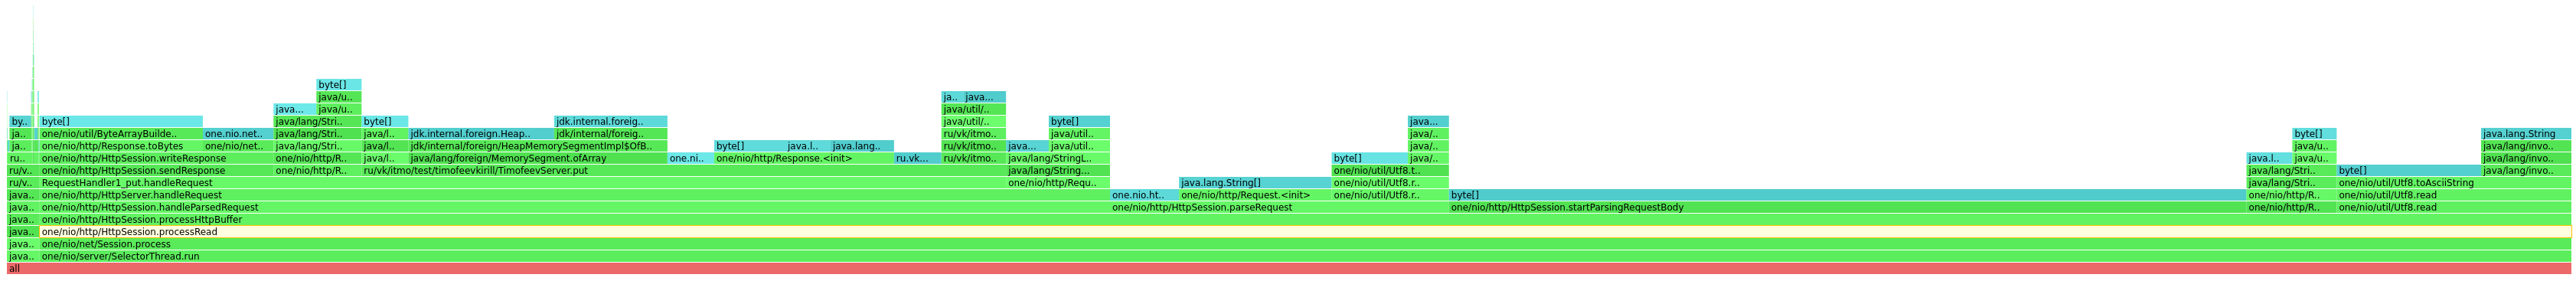 byte[]
ja.. java...
java/u..
java/util/..
java... java/u..
by.. byte[] java/lang/Stri.. byte[] jdk.internal.foreig.. ru/vk/itmo... byte[] java...
ja.. one/nio/util/ByteArrayBuilde.. one.nio.net.. java/lang/Stri.. java/l.. jdk.internal.foreign.Heap.. jdk/internal/foreig.. ru/vk/itmo.. java/util.. java/.. byte[] java.lang.String
ja.. one/nio/http/Response.toBytes one/nio/net.. java/lang/Stri.. java/l.. jdk/internal/foreign/HeapMemorySegmentImpl$OfB.. byte[] java.l.. java.lang.. ru/vk/itmo.. java... java/util.. java/.. java/u.. java/lang/invo..
ru.. one/nio/http/HttpSession.writeResponse one/nio/http/R.. java/l.. java/lang/foreign/MemorySegment.ofArray one.ni.. one/nio/http/Response.<init> ru.vk... ru/vk/itmo.. java/lang/StringL.. byte[] java/.. java.l.. java/u.. java/lang/invo..
ru/v.. one/nio/http/HttpSession.sendResponse one/nio/http/R.. ru/vk/itmo/test/timofeevkirill/TimofeevServer.put java/lang/String... one/nio/util/Utf8.t.. java/lang/Stri.. byte[] java/lang/invo..
ru/v.. RequestHandler1_put.handleRequest one/nio/http/Requ.. java.lang.String[] one/nio/util/Utf8.r.. java/lang/Stri.. one/nio/util/Utf8.toAsciiString
java.. one/nio/http/HttpServer.handleRequest one.nio.ht.. one/nio/http/Request.<init> one/nio/util/Utf8.r.. byte[] one/nio/http/R.. one/nio/util/Utf8.read
java.. one/nio/http/HttpSession.handleParsedRequest one/nio/http/HttpSession.parseRequest one/nio/http/HttpSession.startParsingRequestBody one/nio/http/R.. one/nio/util/Utf8.read
java.. one/nio/http/HttpSession.processHttpBuffer
java.. one/nio/http/HttpSession.processRead
java.. one/nio/net/Session.process
java.. one/nio/server/SelectorThread.run
all